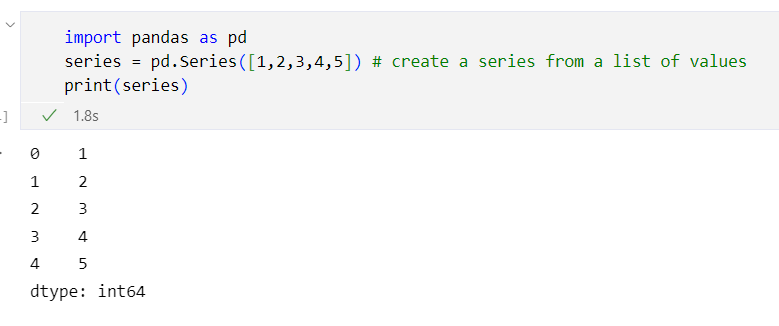 import pandas as pd
series = pd.Series([1,2,3,4,5]) # create a series from a list of values
print(series)
]
1.8s
0 1
1 2
2 3
3 4
4 5
dtype: int64